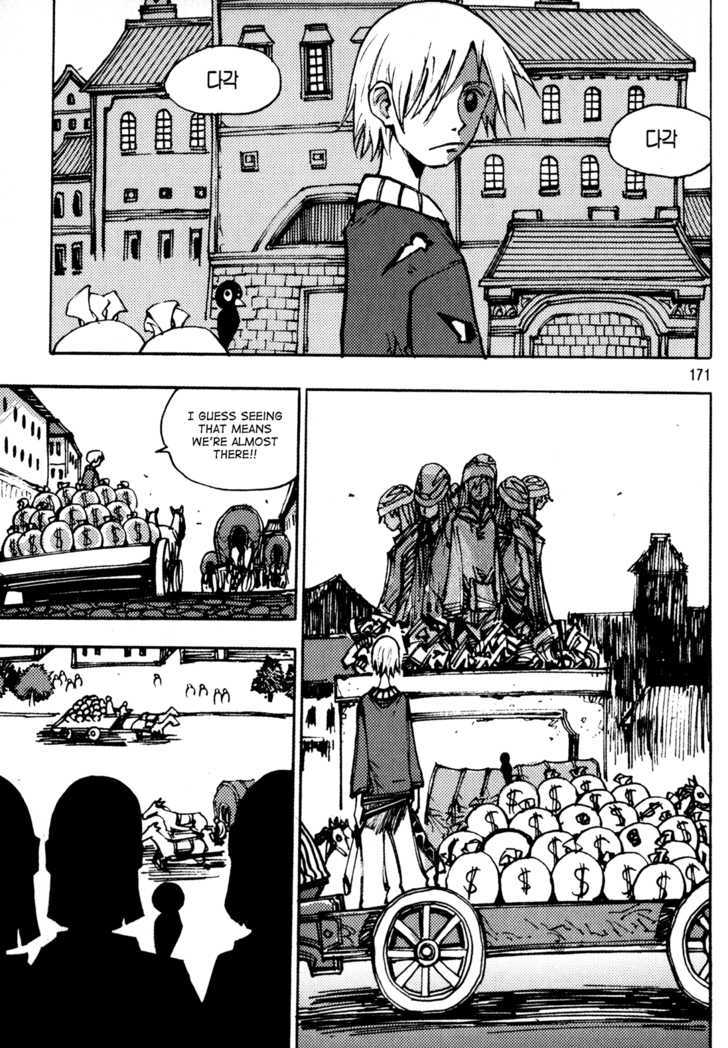 다각
다각
171
I GUESS SEEING
THAT MEANS
WE'RE ALMOST
THERE!!
$ $ $ $ $ $ $ $ $ $ $ $ $
$ $ $ $ $ $ $ $ $ $ $ $ $